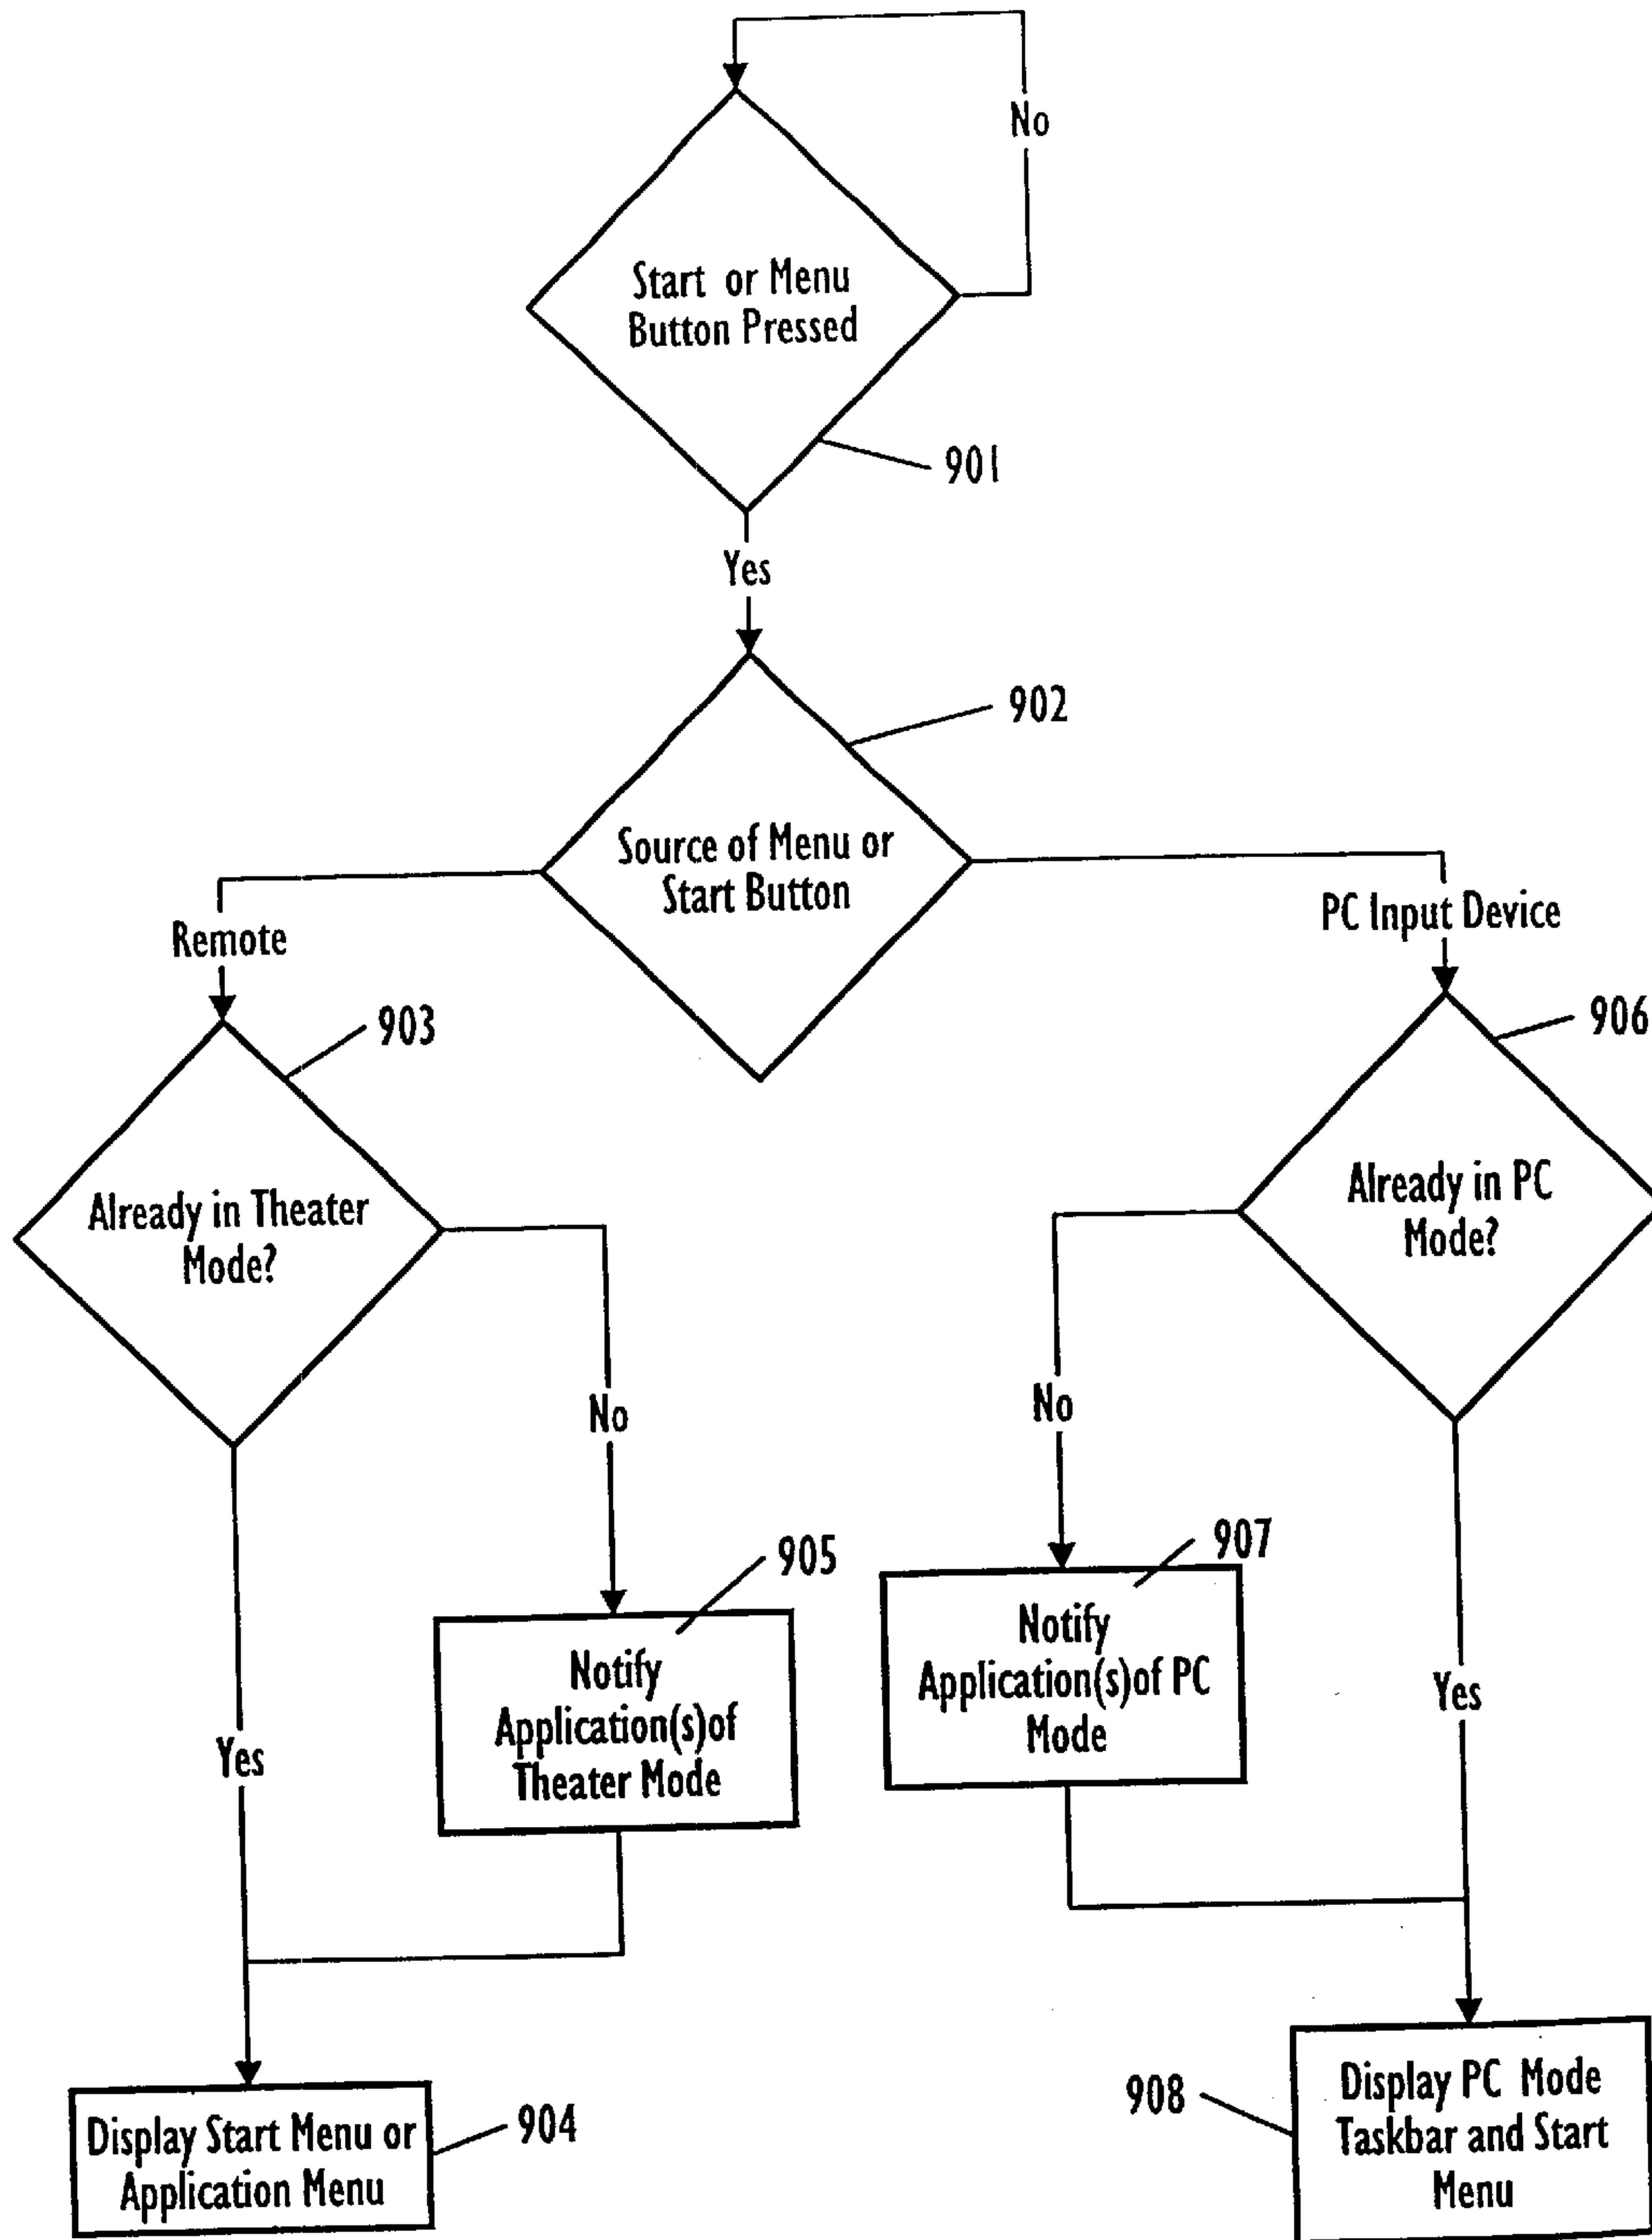 No
Start or Menu
Button Pressed
901
Yes
902
Source of Menu or
Start Button
Remote
PC Input Device
903
906
Already in Theater
Mode?
Already in PC
Mode?
No
No
905
907
Notify
Application(s)of
Theater Mode
Notify
Application(s)of PC
Mode
Yes
Yes
Display Start Menu or
Application Menu
904
908
Display PC Mode
Taskbar and Start
Menu